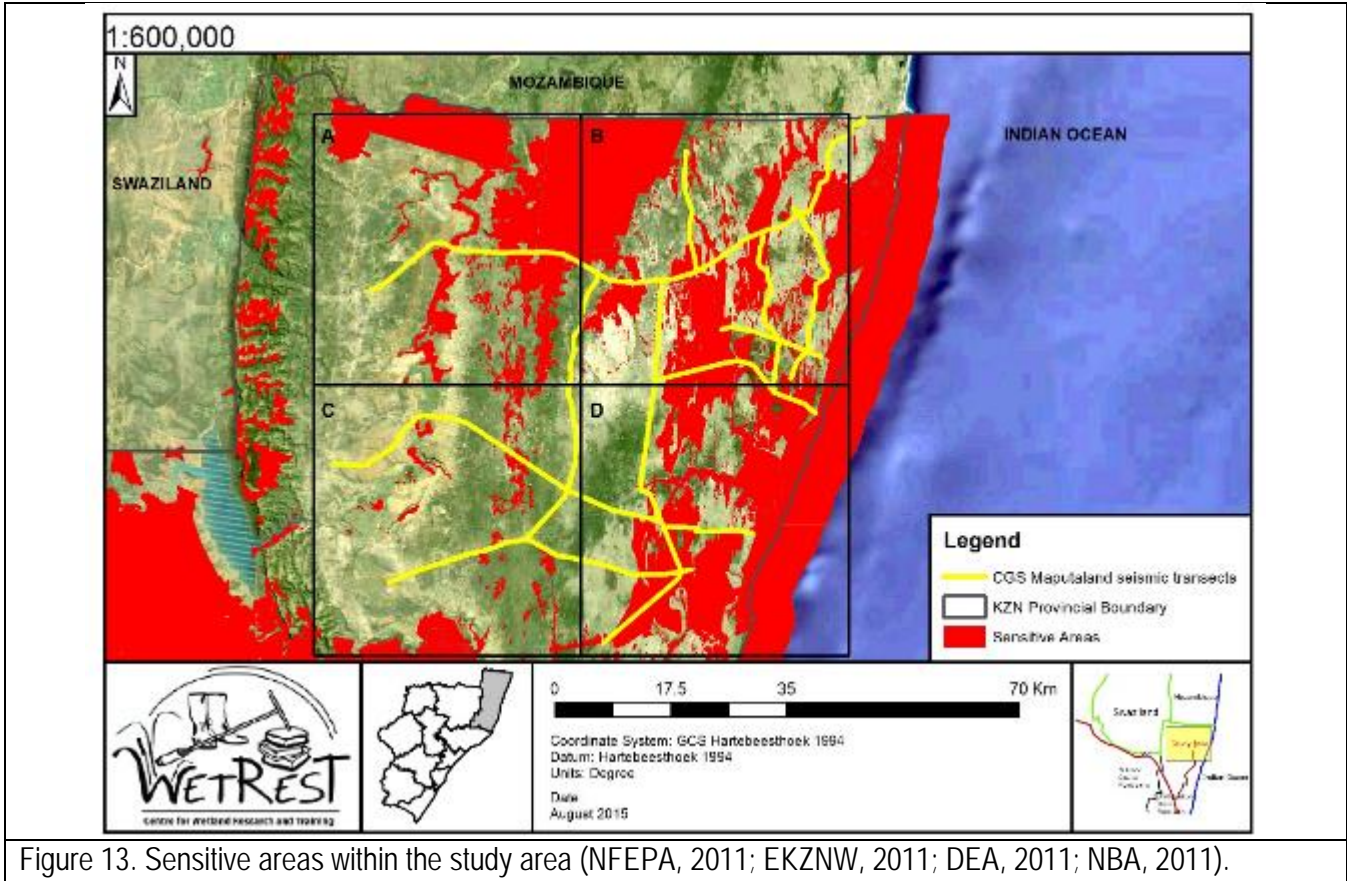 1:600,000
N
MOZAMBIQUE
A
B
INDIAN OCEAN
SWAZILAND
C
D
Legend
CGS Maputaland seismic transects
KZN Provincial Boundary
Sensitive Areas
WETREST
Centre for Wetland Research and Training
0 17.5 35 70 Km
Coordinate System: GCS Hartebeesthoek 1994
Datum: Hartebeesthoek 1994
Units: Degree
Date
August 2015
Swaziland
Mozambique
Indian Ocean
Figure 13. Sensitive areas within the study area (NFEPA, 2011; EKZNW, 2011; DEA, 2011; NBA, 2011).